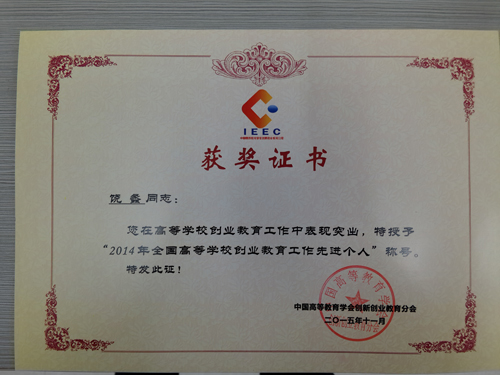 IEEC
获奖证书
饶 蠡 同志:
您在高等学校创业教育工作中表现突出,特授予
“2014年全国高等学校创业教育工作先进个人”称号。
特发此证!
中国高等教育学会创新创业教育分会
二〇一五年十一月